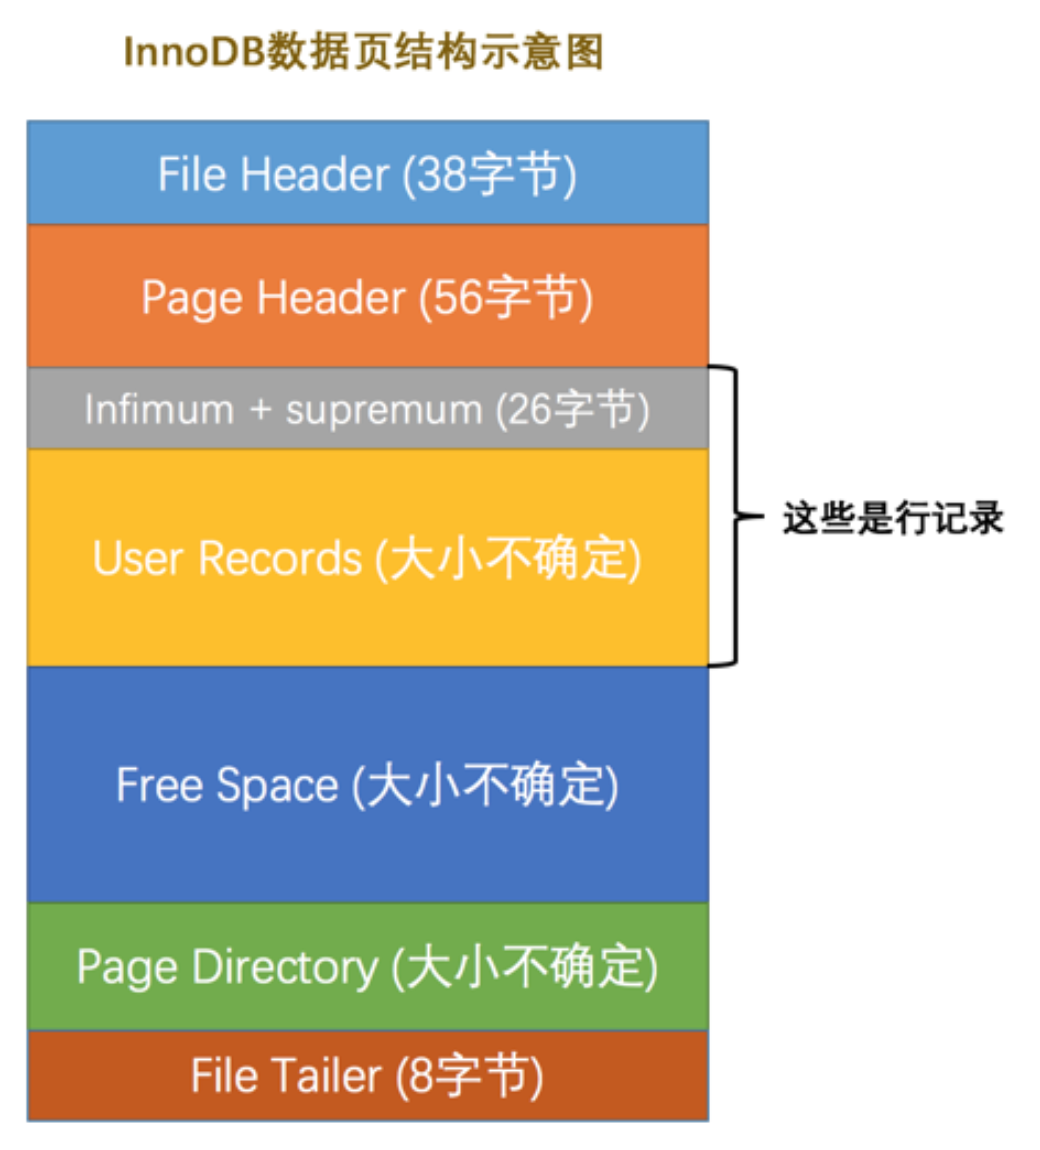 InnoDB数据页结构示意图
File Header (38字节)
Page Header (56字节)
Infimum + supremum (26字节)
这些是行记录
User Records (大小不确定)
Free Space (大小不确定)
Page Directory (大小不确定)
File Tailer (8字节)